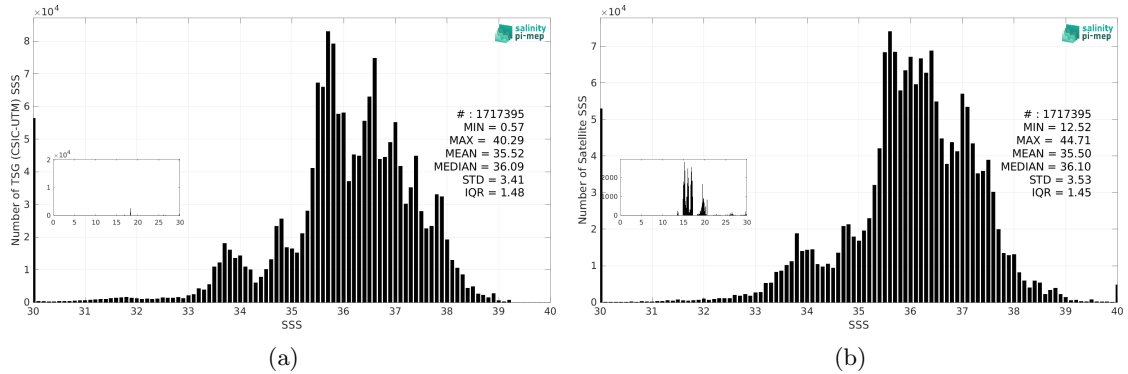 ×10^4
8
7
6
5
4
3
2
1
0
Number of TSG (CSIC-UTM) SSS
salinity
pi-mep
# : 1717395
MIN = 0.57
MAX = 40.29
MEAN = 35.52
MEDIAN = 36.09
STD = 3.41
IQR = 1.48
×10^4
2
1
0
0 5 10 15 20 25 30
30 31 32 33 34 35 36 37 38 39 40
SSS
(a)
×10^4
7
6
5
4
3
2
1
0
Number of Satellite SSS
salinity
pi-mep
# : 1717395
MIN = 12.52
MAX = 44.71
MEAN = 35.50
MEDIAN = 36.10
STD = 3.53
IQR = 1.45
2000
1000
0
0 5 10 15 20 25 30
30 31 32 33 34 35 36 37 38 39 40
SSS
(b)